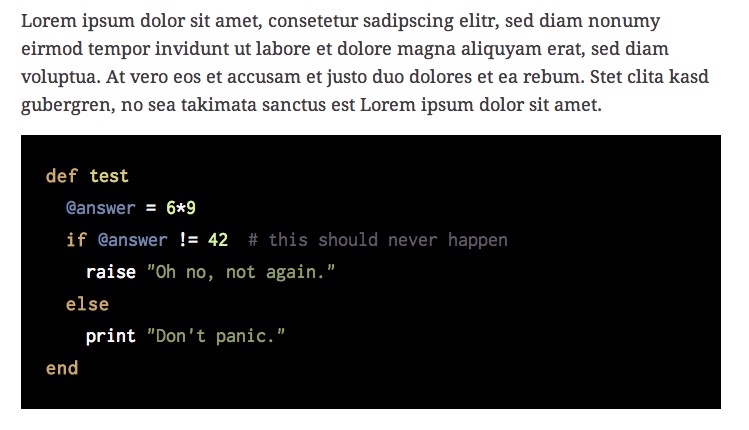 Lorem ipsum dolor sit amet, consetetur sadipscing elitr, sed diam nonumy
eirmod tempor invidunt ut labore et dolore magna aliquyam erat, sed diam
voluptua. At vero eos et accusam et justo duo dolores et ea rebum. Stet clita kasd
gubergren, no sea takimata sanctus est Lorem ipsum dolor sit amet.
def test
  @answer = 6*9
  if @answer != 42  # this should never happen
    raise "Oh no, not again."
  else
    print "Don't panic."
end